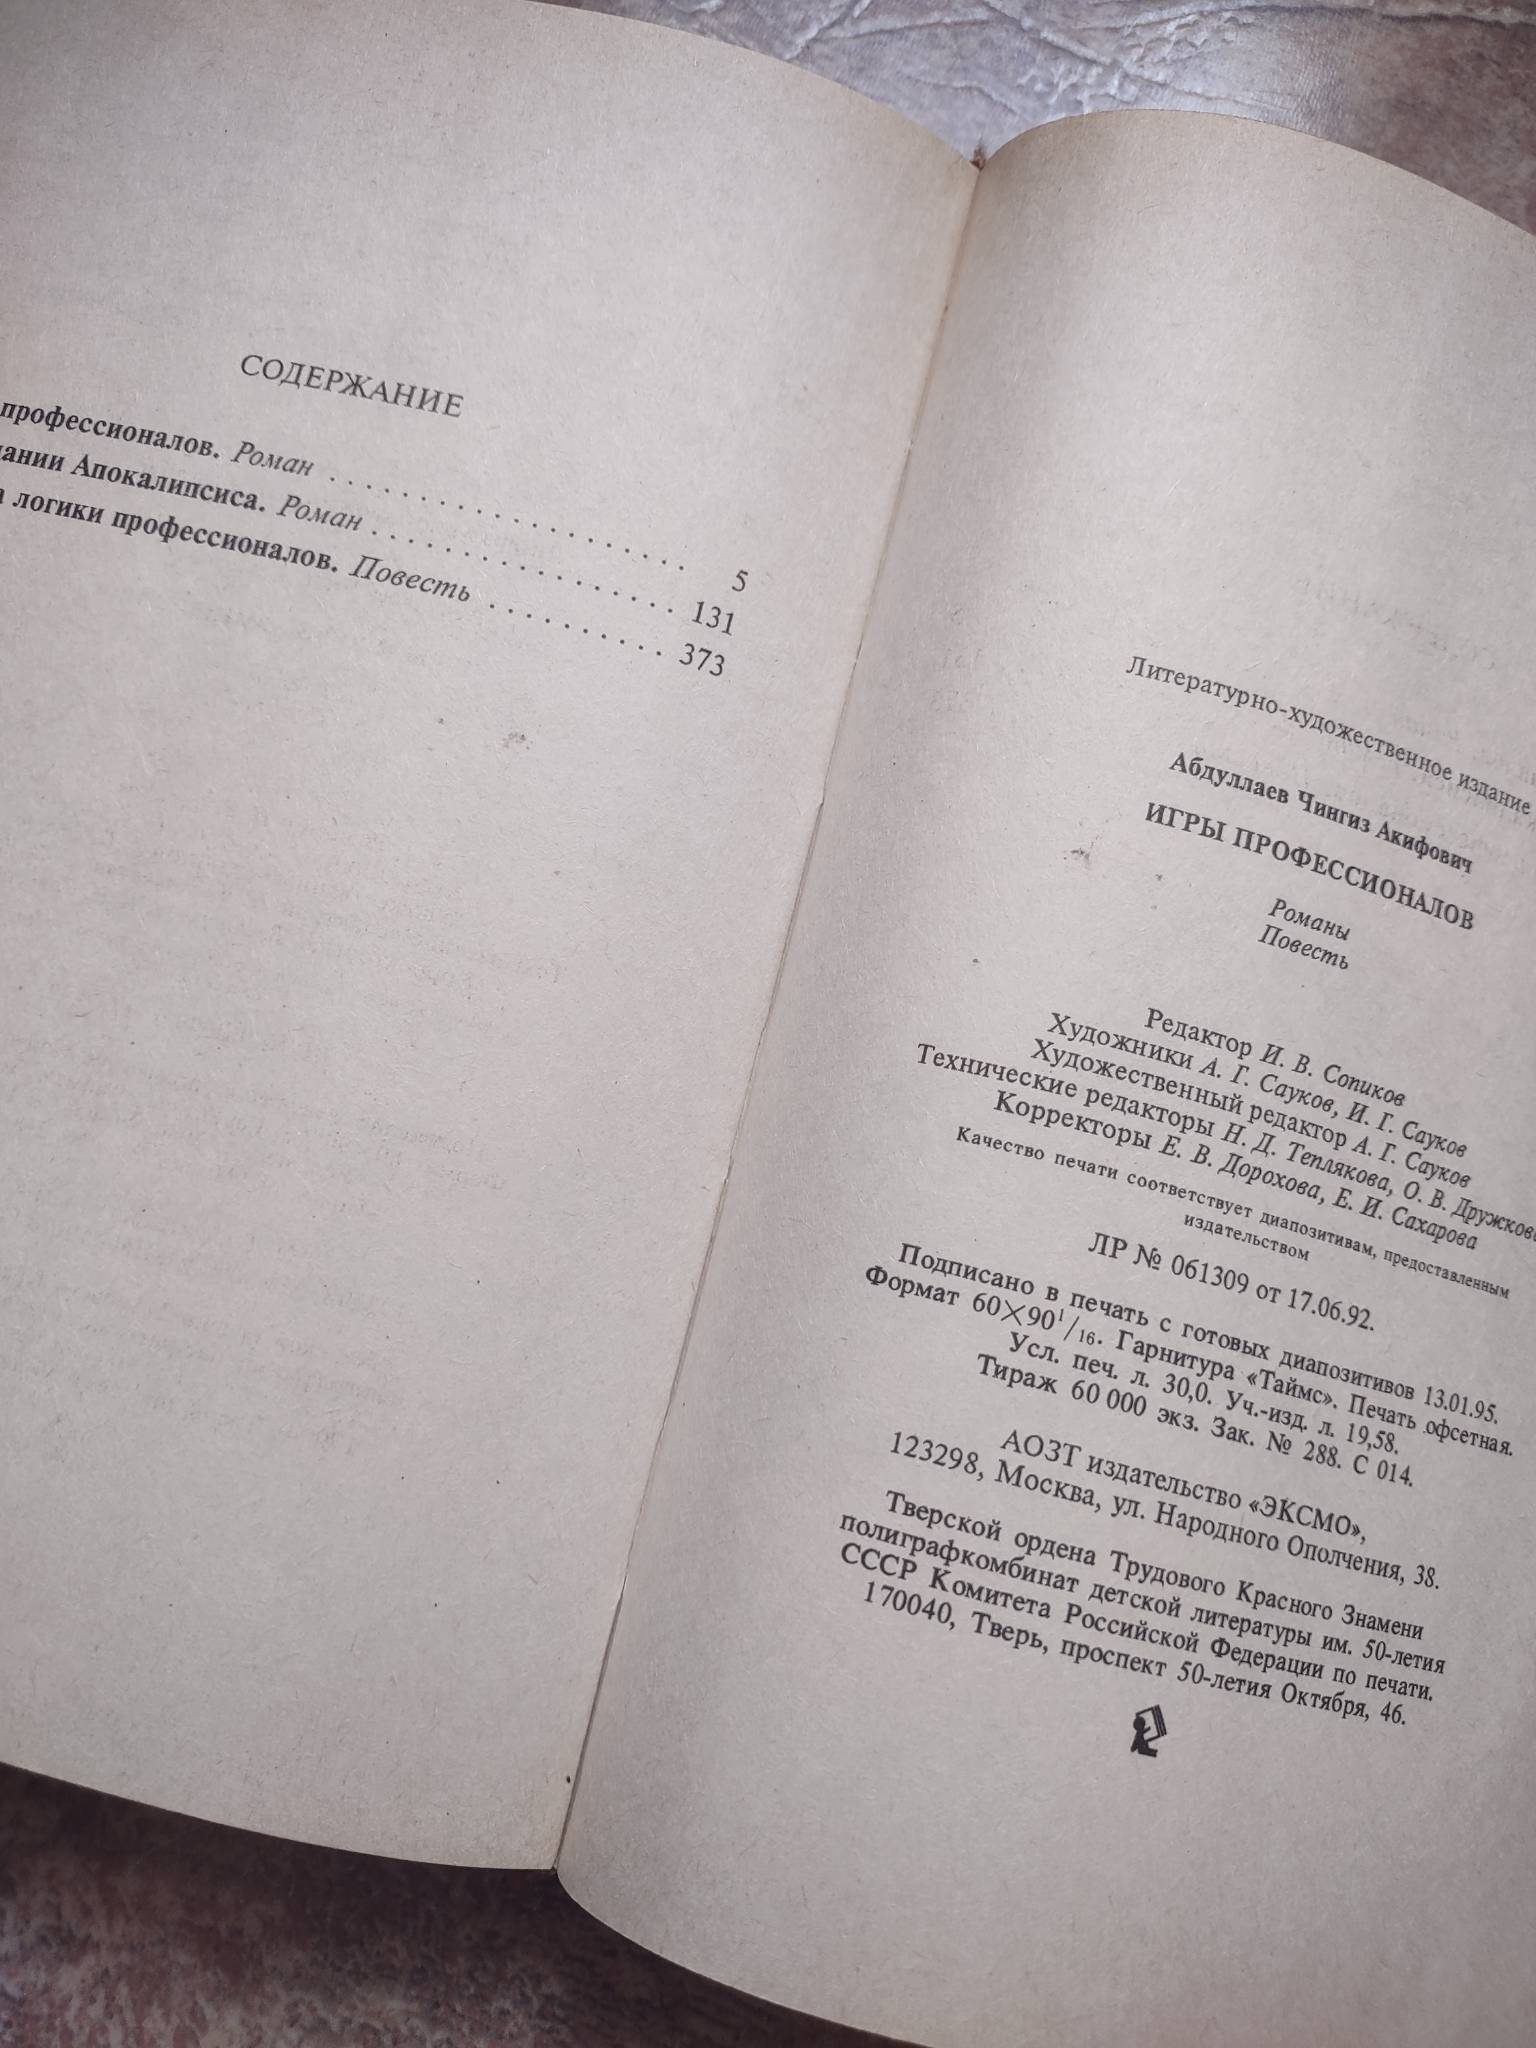 СОДЕРЖАНИЕ
профессионалов. Роман . . . . . . . . . . . . . . . . . . . . 5
Апокалипсиса. Роман . . . . . . . . . . . . . . . . . 131
логики профессионалов. Повесть . . . . . . . . . . 373
Литературно-художественное издание
Абдуллаев Чингиз Акифович
ИГРЫ ПРОФЕССИОНАЛОВ
Романы
Повесть
Редактор И. В. Сопиков
Художники А. Г. Сауков, И. Г. Сауков
Художественный редактор А. Г. Сауков
Технические редакторы Н. Д. Теплякова, О. В. Дружкова
Корректоры Е. В. Дорохова, Е. И. Сахарова
Качество печати соответствует диапозитивам, предоставленным
издательством
ЛР № 061309 от 17.06.92.
Подписано в печать с готовых диапозитивов 13.01.95.
Формат 60×90 1/16. Гарнитура «Таймс». Печать офсетная.
Усл. печ. л. 30,0. Уч.-изд. л. 19,58.
Тираж 60 000 экз. Зак. № 288. С 014.
АОЗТ издательство «ЭКСМО»,
123298, Москва, ул. Народного Ополчения, 38.
Тверской ордена Трудового Красного Знамени
полиграфкомбинат детской литературы им. 50-летия
СССР Комитета Российской Федерации по печати.
170040, Тверь, проспект 50-летия Октября, 46.